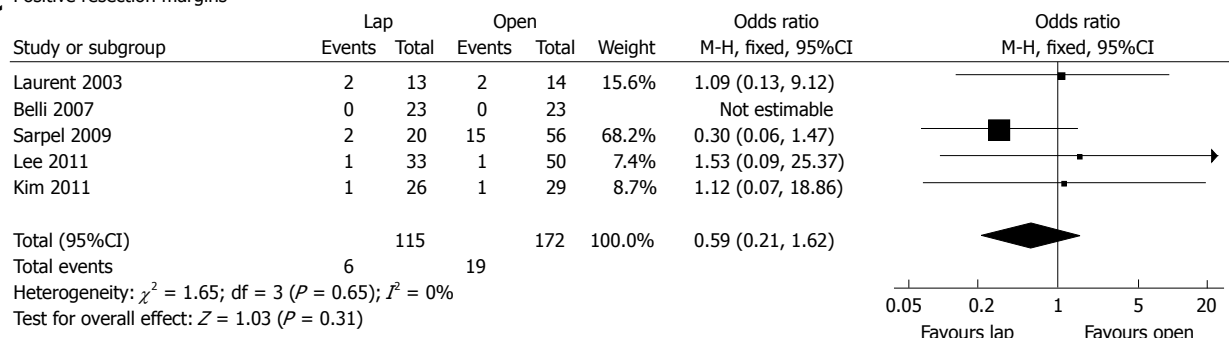 Positive resection margins
Lap Open Odds ratio Odds ratio
Study or subgroup Events Total Events Total Weight M-H, fixed, 95%CI M-H, fixed, 95%CI
Laurent 2003 2 13 2 14 15.6% 1.09 (0.13, 9.12)
Belli 2007 0 23 0 23 Not estimable
Sarpel 2009 2 20 15 56 68.2% 0.30 (0.06, 1.47)
Lee 2011 1 33 1 50 7.4% 1.53 (0.09, 25.37)
Kim 2011 1 26 1 29 8.7% 1.12 (0.07, 18.86)
Total (95%CI) 115 172 100.0% 0.59 (0.21, 1.62)
Total events 6 19
Heterogeneity: χ² = 1.65; df = 3 (P = 0.65); I² = 0%
Test for overall effect: Z = 1.03 (P = 0.31)
0.05 0.2 1 5 20
Favours lap Favours open